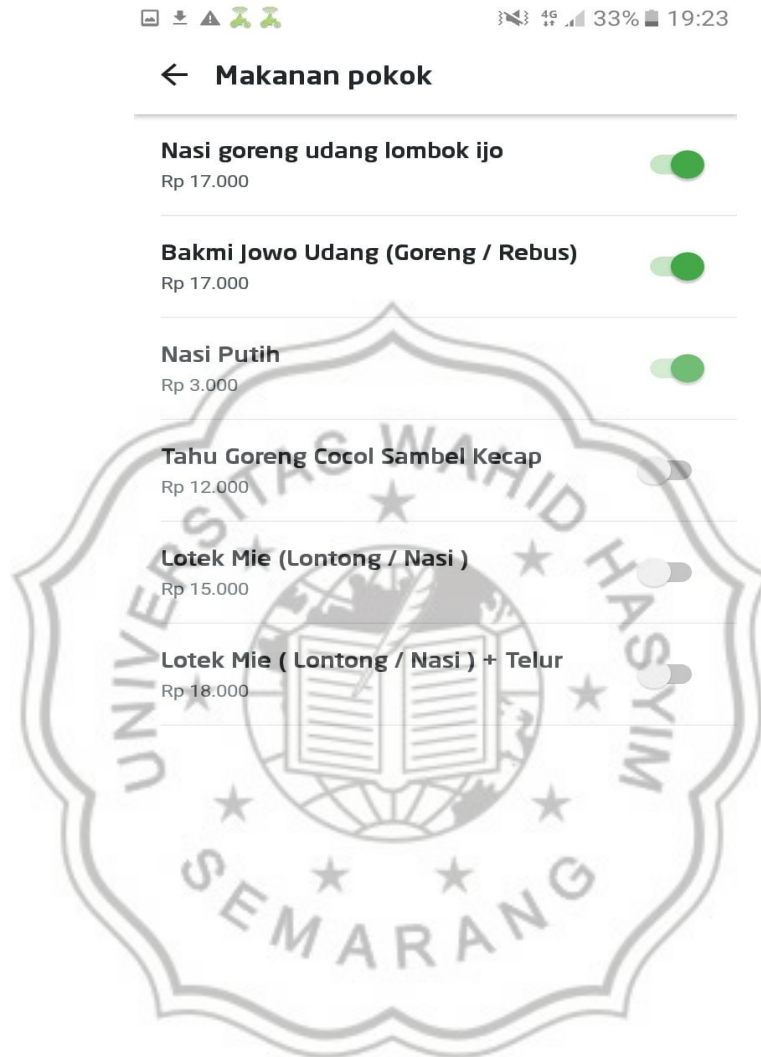 4G 33% 19:23
Makanan pokok
Nasi goreng udang lombok ijo
Rp 17.000
Bakmi Jowo Udang (Goreng / Rebus)
Rp 17.000
Nasi Putih
Rp 3.000
Tahu Goreng Cocol Sambel Kecap
Rp 12.000
Lotek Mie (Lontong / Nasi )
Rp 15.000
Lotek Mie ( Lontong / Nasi ) + Telur
Rp 18.000
UNIVERSITAS WAHID HASYIM
SEMARANG